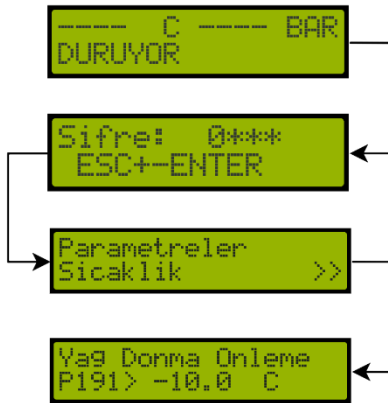 ---- C ---- BAR
DURUYOR
Sifre: 0***
ESC+-ENTER
Parametreler
Sicaklik >>
Yag Donma Onleme
P191> -10.0 C